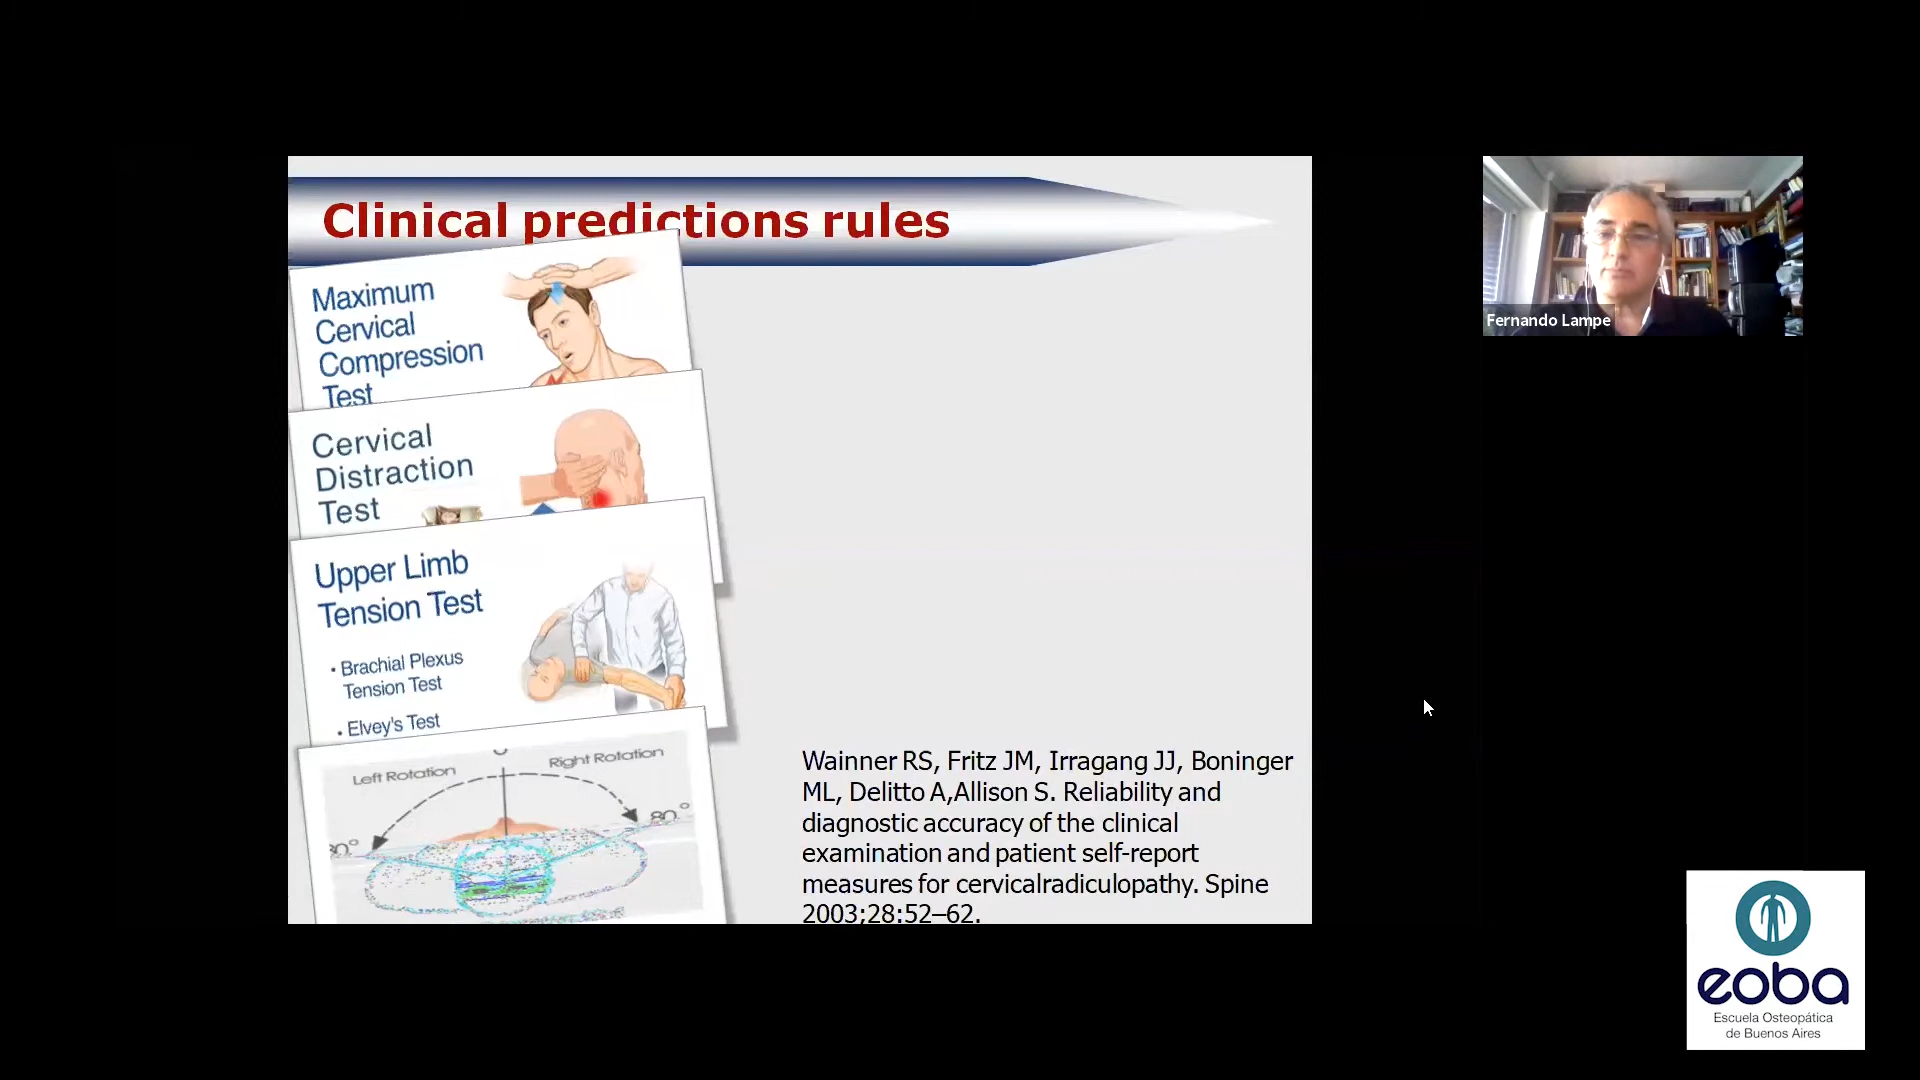 Clinical predictions rules
Maximum
Cervical
Compression
Test
Cervical
Distraction
Test
Upper Limb
Tension Test
• Brachial Plexus
Tension Test
• Elvey's Test
Left Rotation
Right Rotation
80°
Wainner RS, Fritz JM, Irragang JJ, Boninger
ML, Delitto A,Allison S. Reliability and
diagnostic accuracy of the clinical
examination and patient self-report
measures for cervicalradiculopathy. Spine
2003;28:52–62.
Fernando Lampe
eoba
Escuela Osteopática
de Buenos Aires